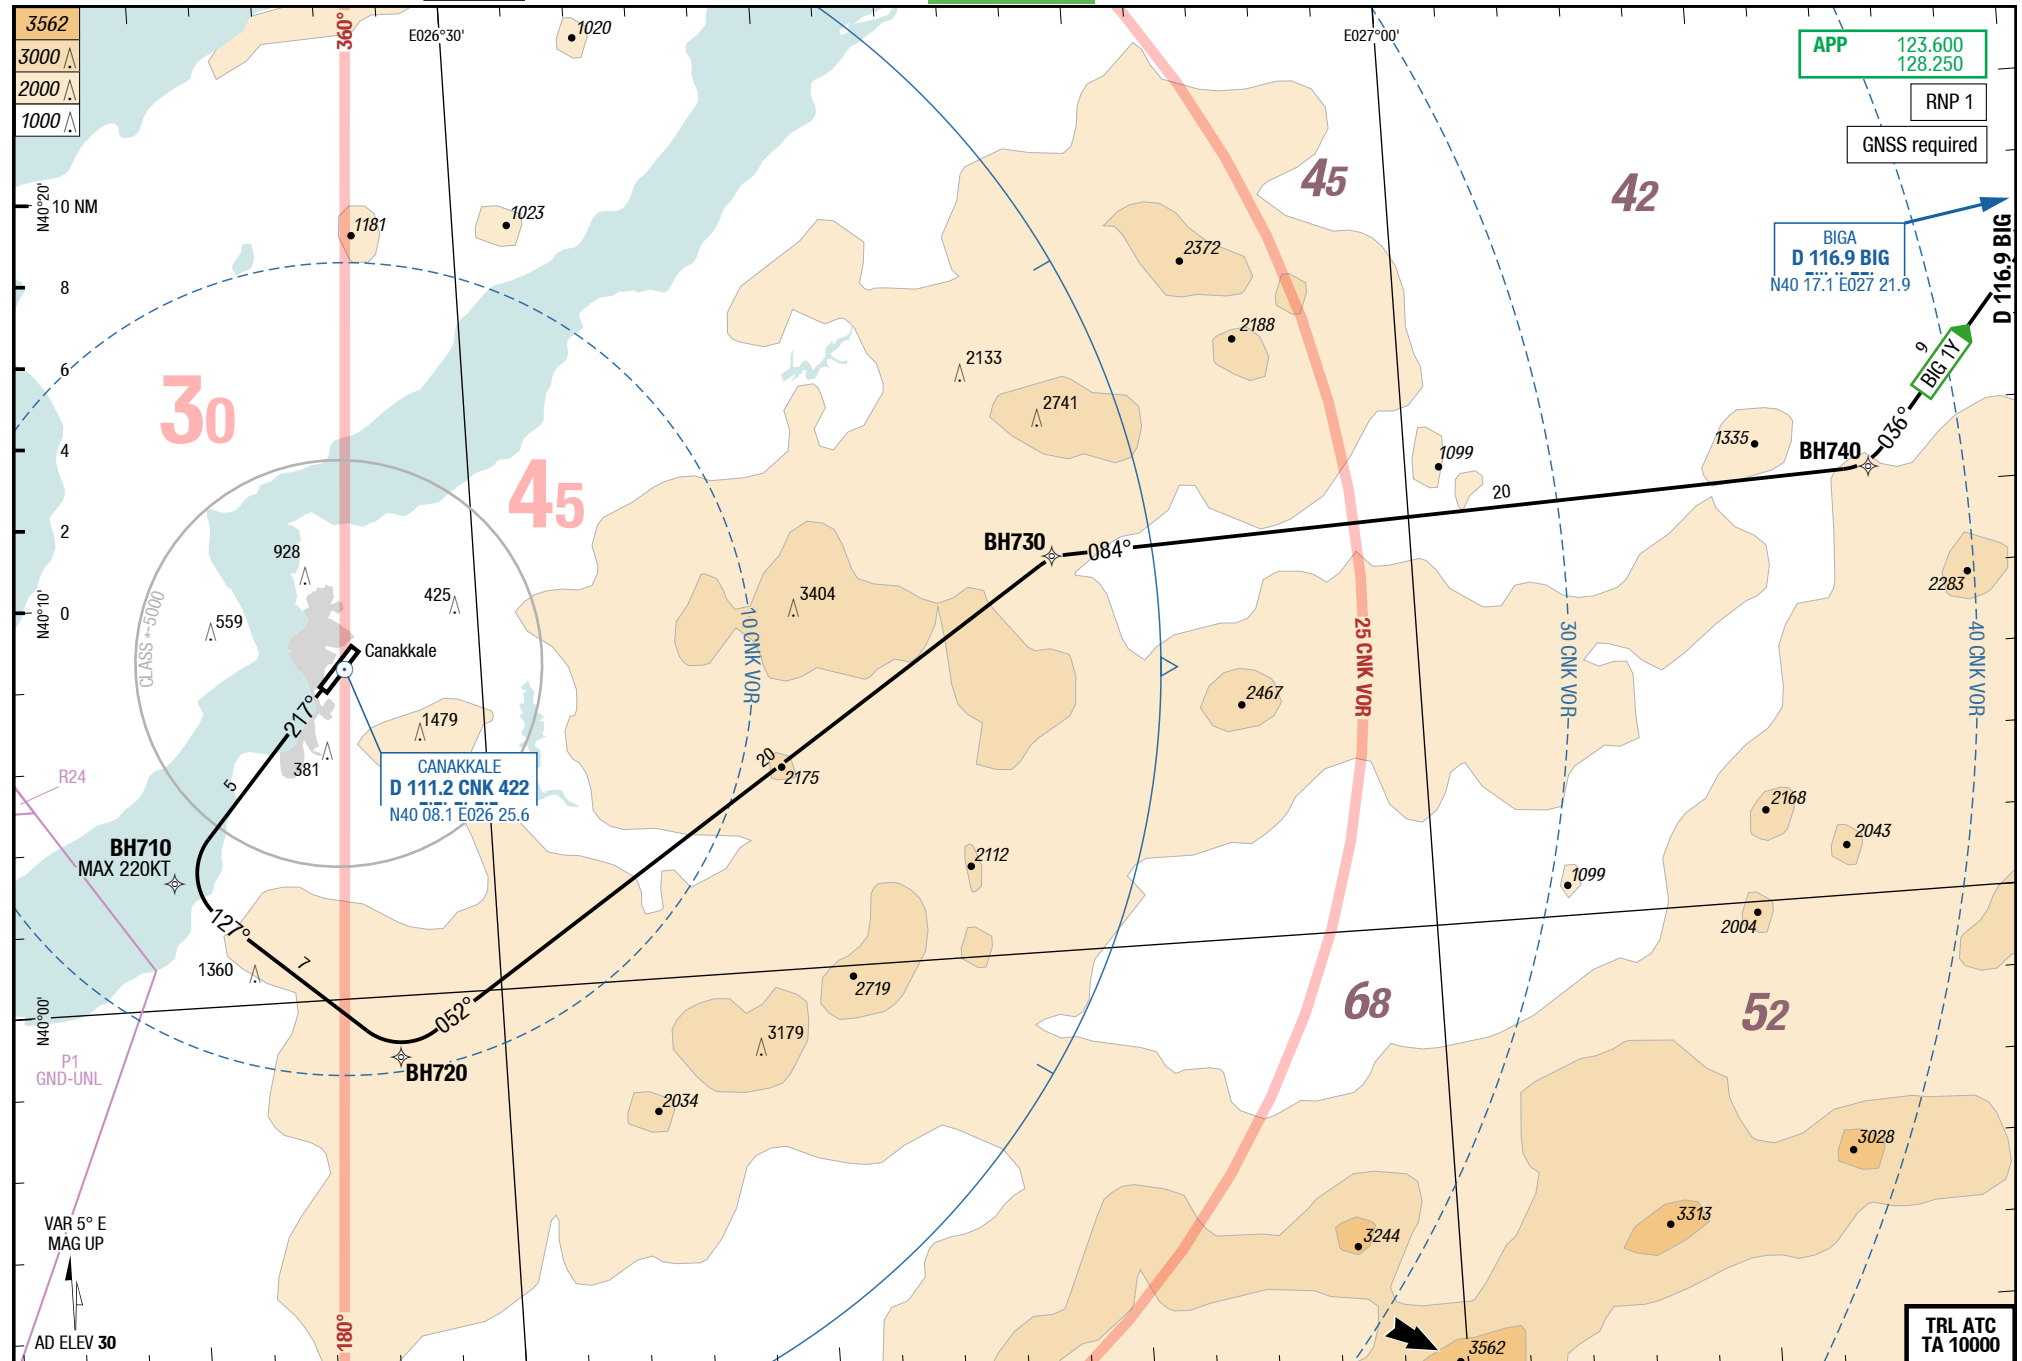 3562
3000
2000
1000
360°
E026°30'
1020
E027°00'
APP 123.600
128.250
RNP 1
GNSS required
45
42
N40°20'
10 NM
1181
1023
2372
BIGA
D 116.9 BIG
N40 17.1 E027 21.9
D 116.9 BIG
8
2188
6
2133
9
BIG 1Y
30
2741
036°
4
1335
BH740
1099
45
20
2
BH730
084°
928
3404
2283
425
N40°10'
0
559
CLASS *-5000
10 CNK VOR
25 CNK VOR
30 CNK VOR
40 CNK VOR
Canakkale
2467
217°
1479
381
CANAKKALE
D 111.2 CNK 422
N40 08.1 E026 25.6
20
2175
R24
5
2168
2043
BH710
MAX 220KT
2112
1099
127°
2004
7
1360
2719
052°
68
52
N40°00'
3179
P1
GND-UNL
BH720
2034
3028
VAR 5° E
MAG UP
3313
3244
180°
AD ELEV 30
3562
TRL ATC
TA 10000